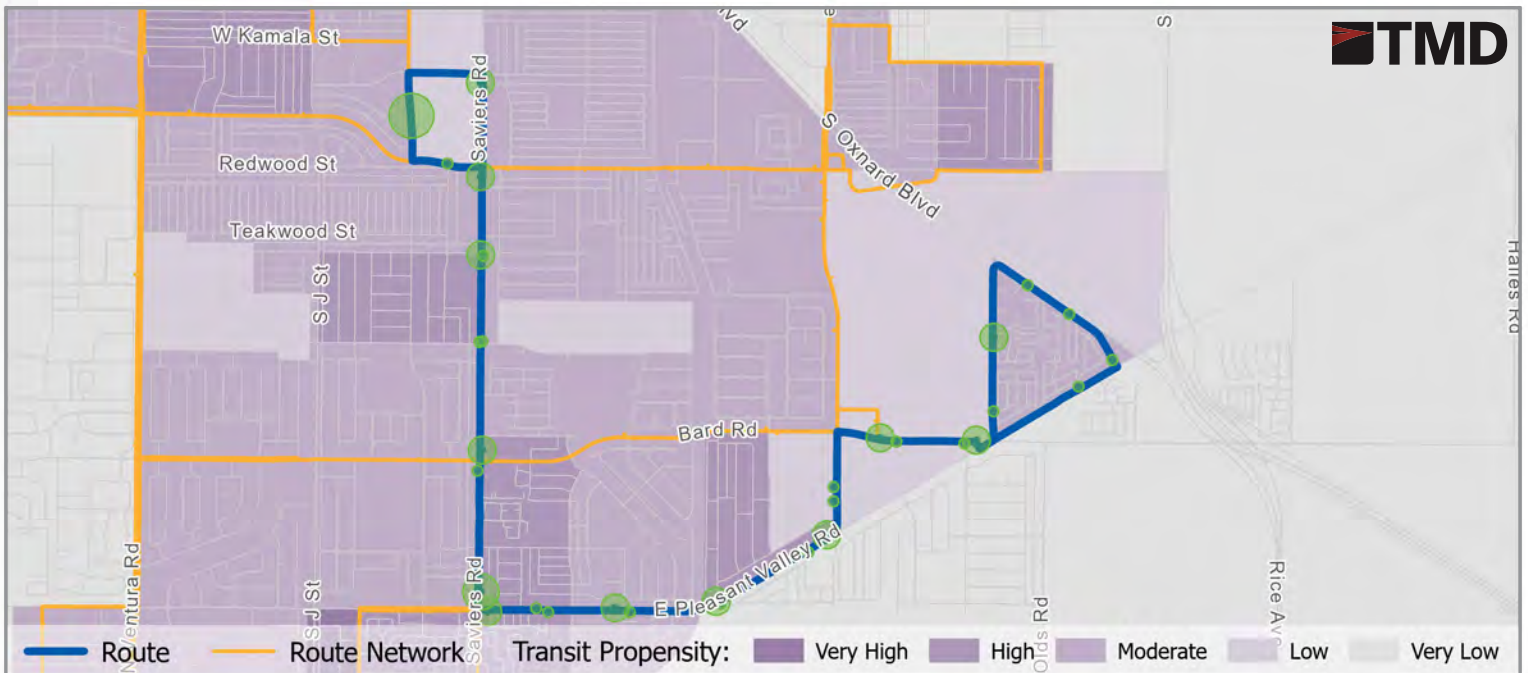 lvd
W Kamala St
TMD
S
Saviers Rd
S Oxnard Blvd
Redwood St
Teakwood St
S J St
Hailes Rd
Bard Rd
E Pleasant Valley Rd
N Ventura Rd
S J St
Saviers Rd
Olds Rd
Rice Av
Route
Route Network
Transit Propensity:
Very High
High
Moderate
Low
Very Low